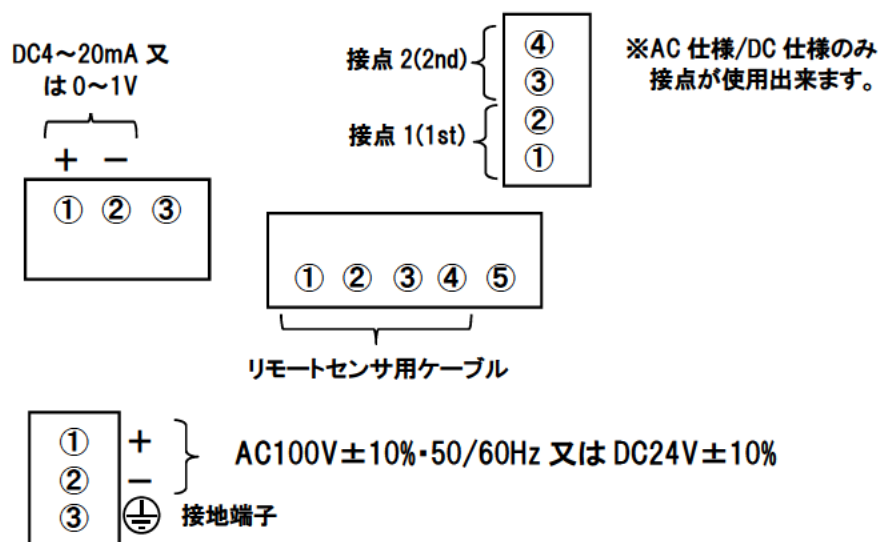 DC4～20mA 又
は 0～1V
+ −
① ② ③
接点 2(2nd)
接点 1(1st)
④
③
②
①
※AC 仕様/DC 仕様のみ
接点が使用出来ます。
① ② ③ ④ ⑤
リモートセンサ用ケーブル
① +
② −
③ 接地端子
AC100V±10%・50/60Hz 又は DC24V±10%